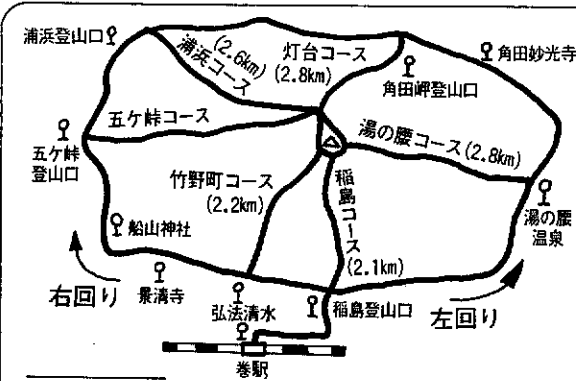 浦浜登山口
浦浜コース
(2.6km)
灯台コース
(2.8km)
角田妙光寺
角田岬登山口
五ケ峠コース
湯の腰コース(2.8km)
五ケ峠
登山口
竹野町コース
(2.2km)
稲島コース
(2.1km)
湯の腰
温泉
船山神社
右回り
景清寺
弘法清水
稲島登山口
左回り
巻駅